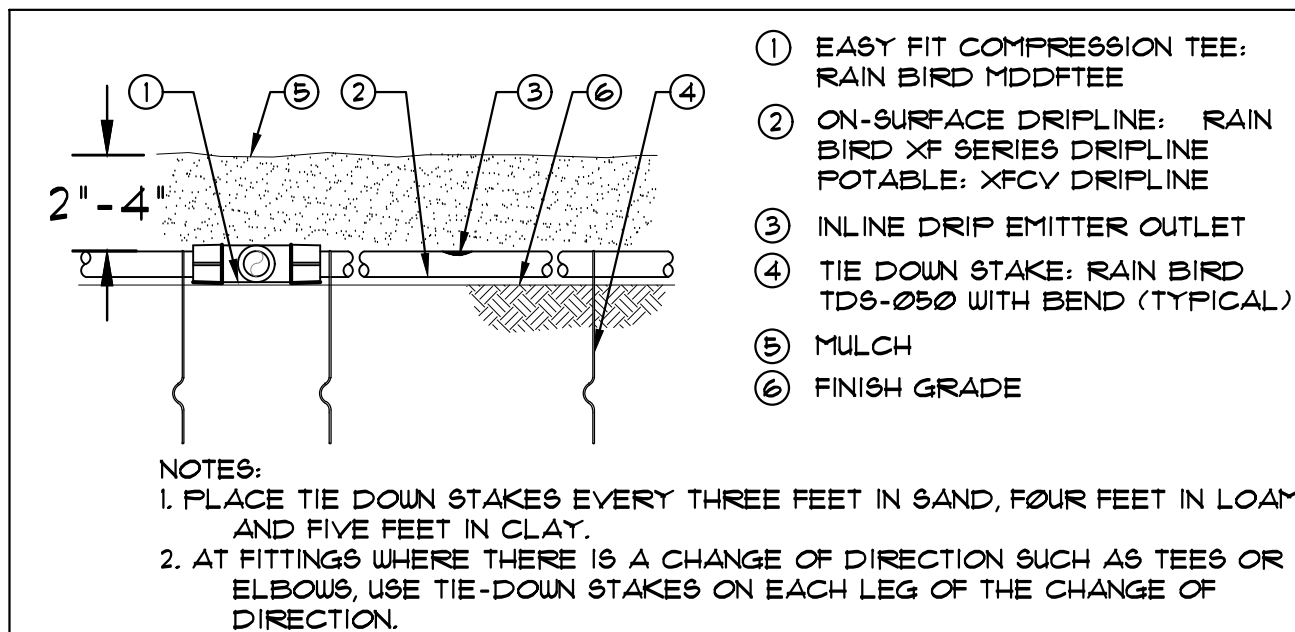 1 5 2 3 6 4
2"-4"
1 EASY FIT COMPRESSION TEE:
RAIN BIRD MDDFTEE
2 ON-SURFACE DRIPLINE: RAIN
BIRD XF SERIES DRIPLINE
POTABLE: XFCV DRIPLINE
3 INLINE DRIP EMITTER OUTLET
4 TIE DOWN STAKE: RAIN BIRD
TDS-050 WITH BEND (TYPICAL)
5 MULCH
6 FINISH GRADE
NOTES:
1. PLACE TIE DOWN STAKES EVERY THREE FEET IN SAND, FOUR FEET IN LOAM
AND FIVE FEET IN CLAY.
2. AT FITTINGS WHERE THERE IS A CHANGE OF DIRECTION SUCH AS TEES OR
ELBOWS, USE TIE-DOWN STAKES ON EACH LEG OF THE CHANGE OF
DIRECTION.